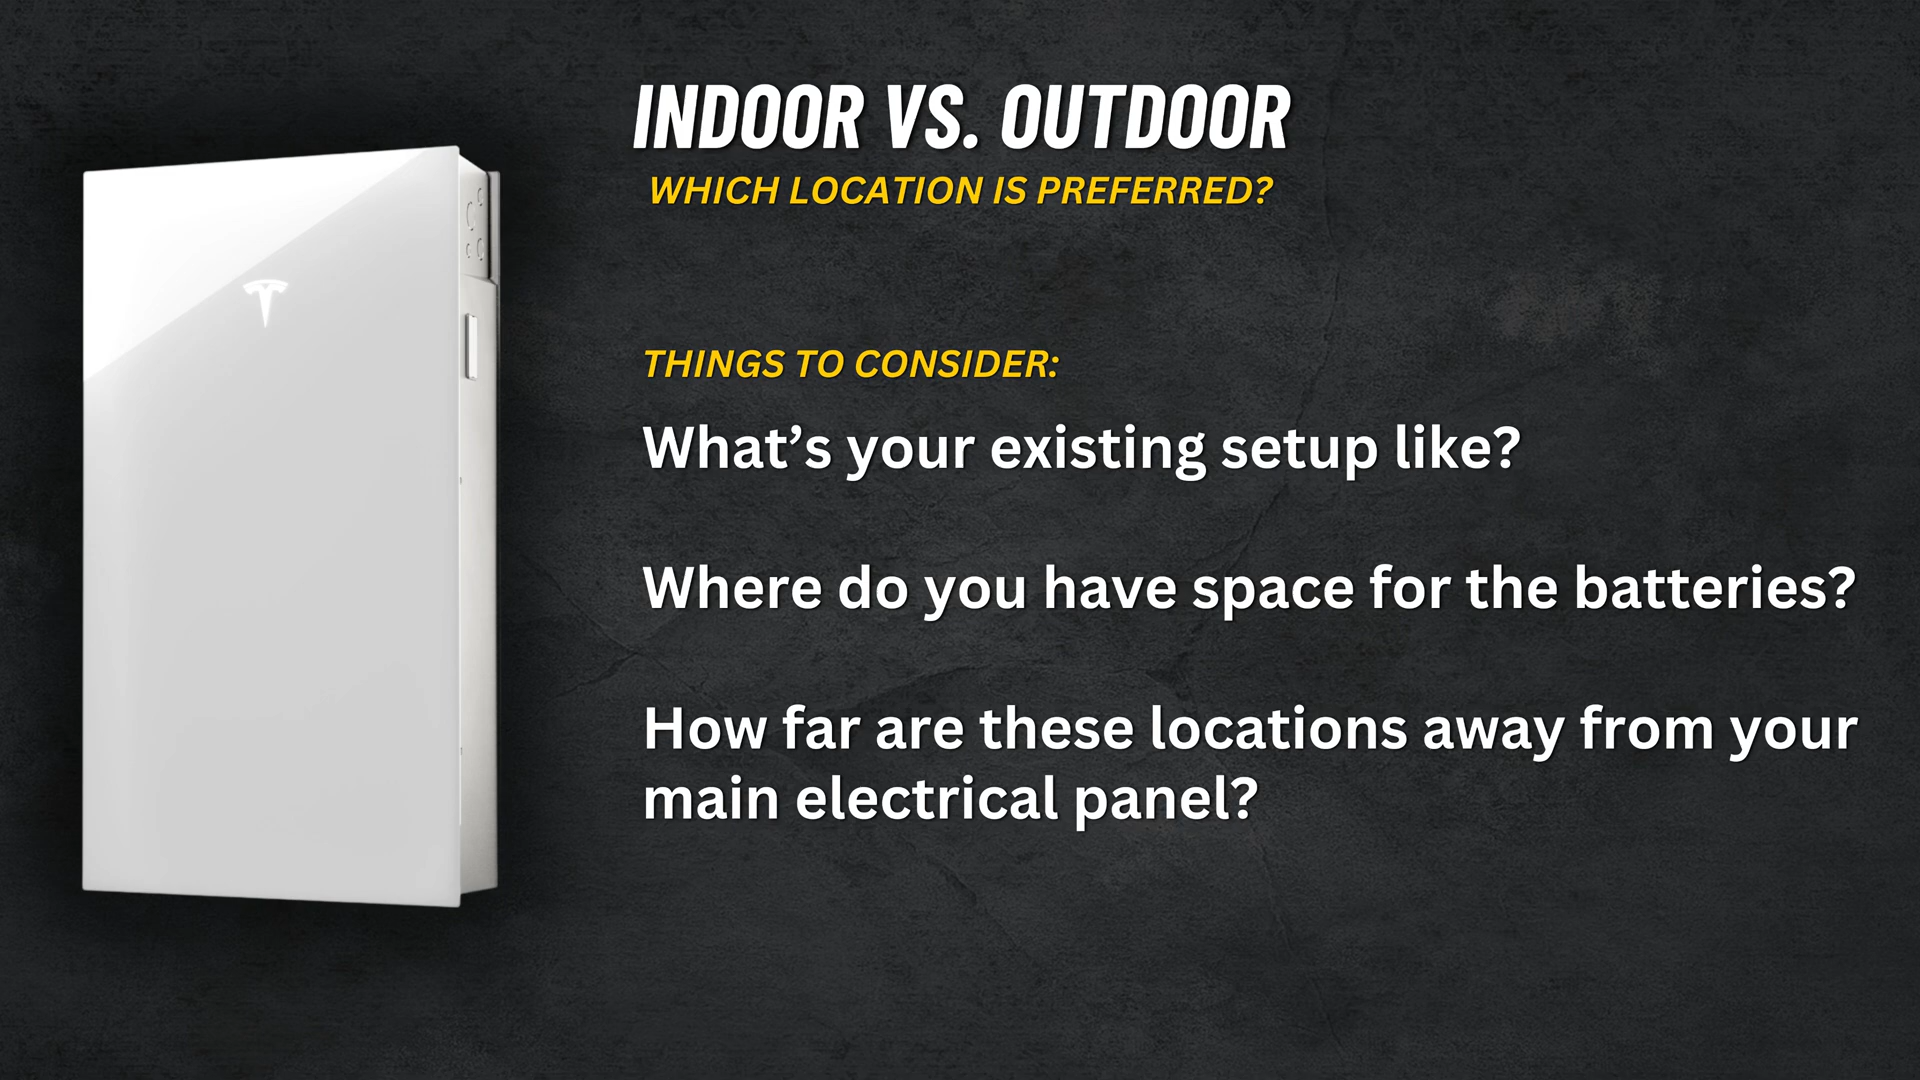 INDOOR VS. OUTDOOR
WHICH LOCATION IS PREFERRED?
THINGS TO CONSIDER:
What’s your existing setup like?
Where do you have space for the batteries?
How far are these locations away from your
main electrical panel?